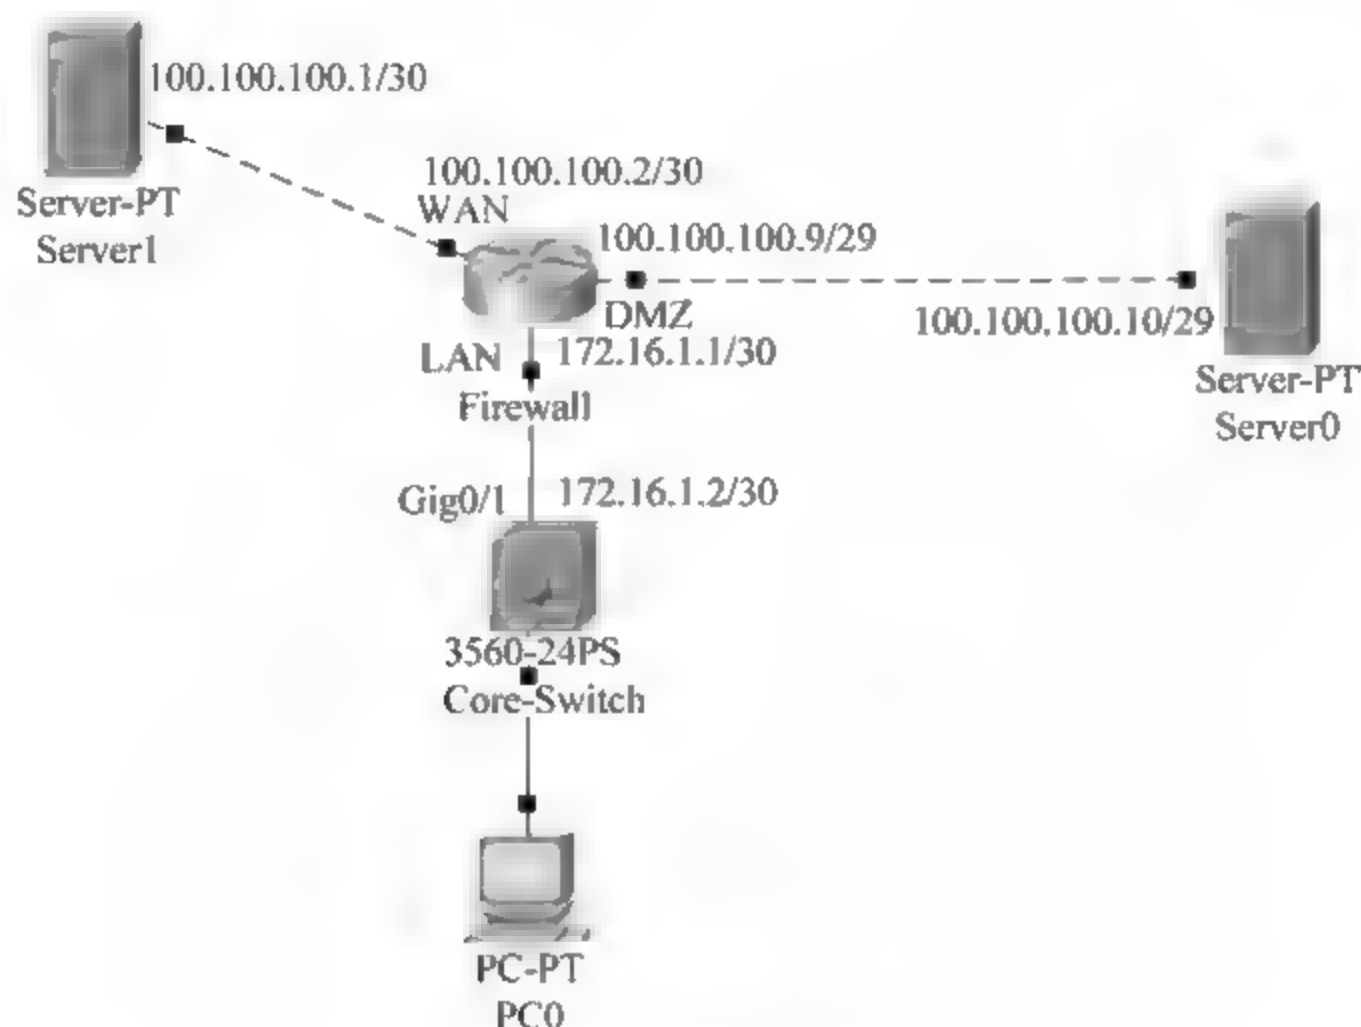 100.100.100.1/30
Server-PT
Server1
100.100.100.2/30
WAN
100.100.100.9/29
DMZ
100.100.100.10/29
Server-PT
Server0
LAN
172.16.1.1/30
Firewall
Gig0/1
172.16.1.2/30
3560-24PS
Core-Switch
PC-PT
PC0